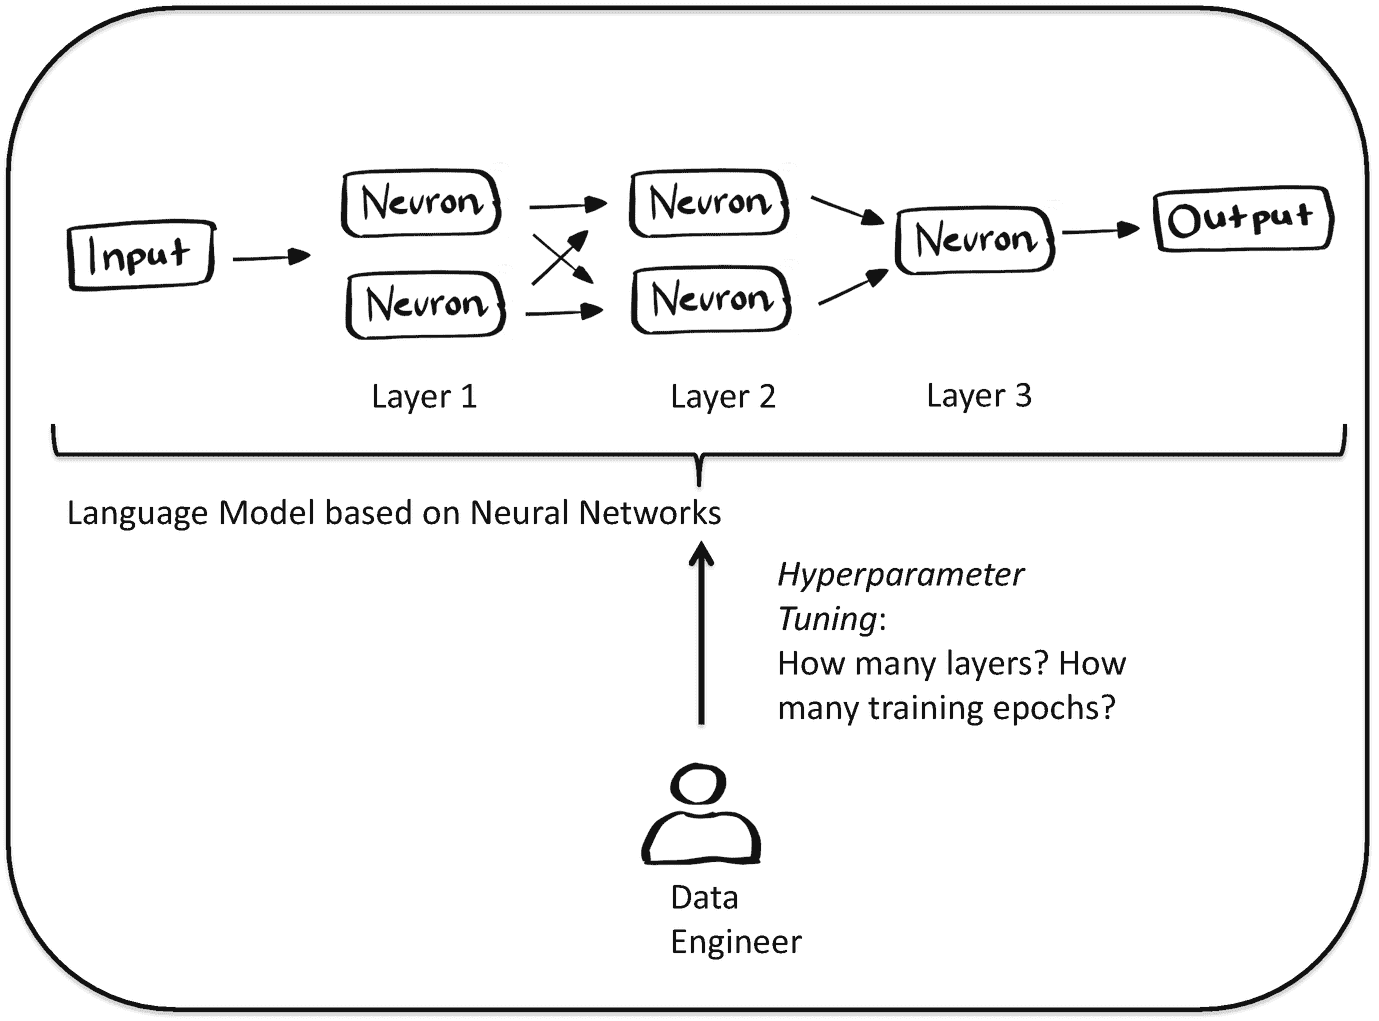 Input
Neuron
Neuron
Neuron
Neuron
Neuron
Output
Layer 1
Layer 2
Layer 3
Language Model based on Neural Networks
Hyperparameter
Tuning:
How many layers? How
many training epochs?
Data
Engineer